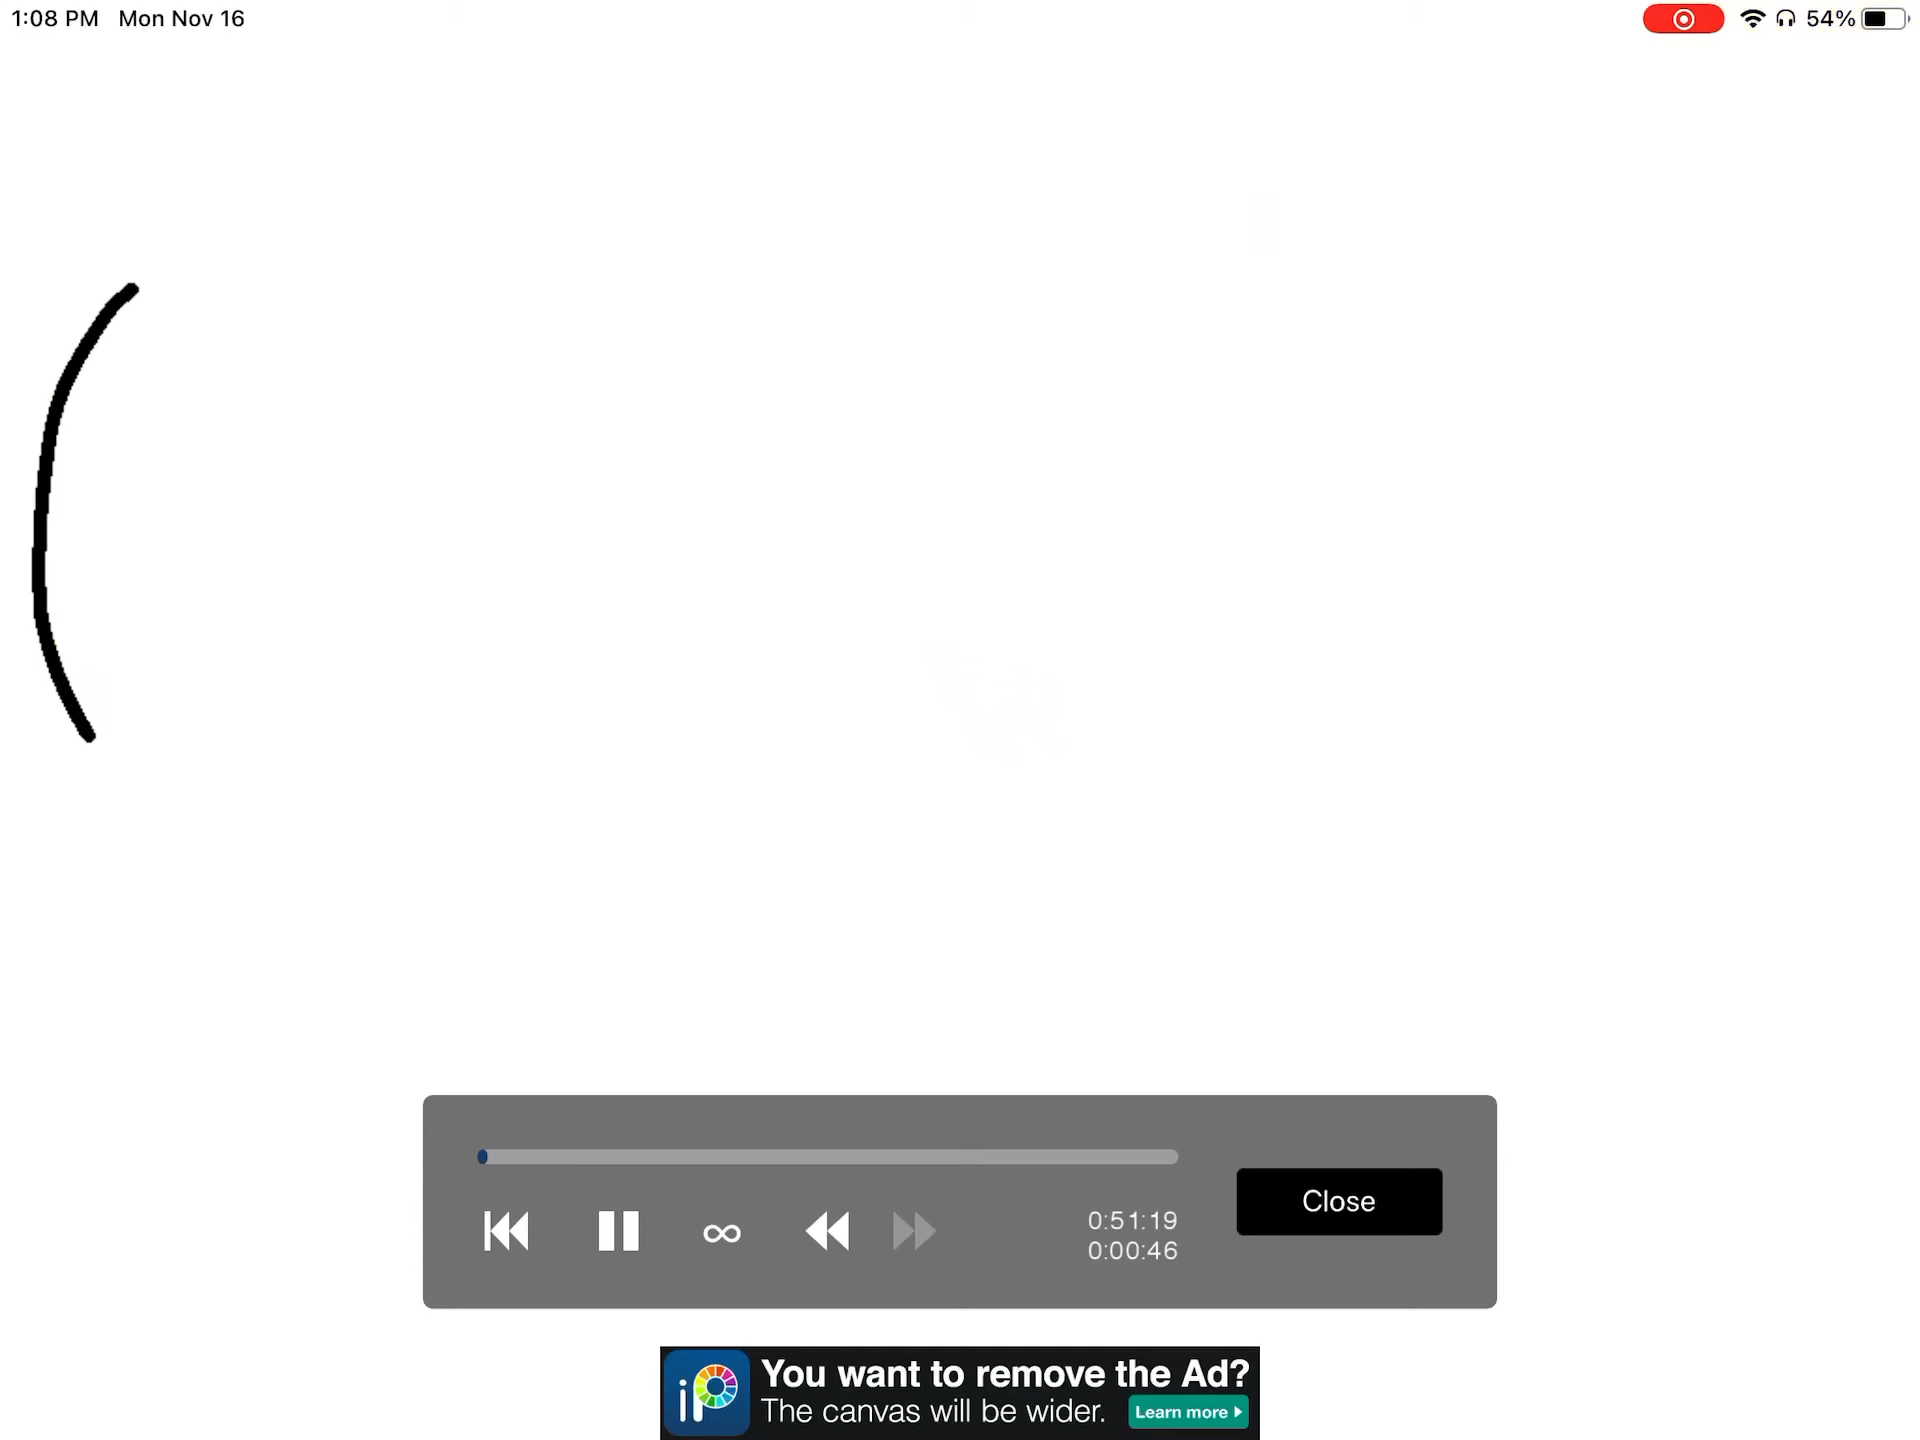 1:08 PM Mon Nov 16
54%
0:51:19
0:00:46
Close
iP
You want to remove the Ad?
The canvas will be wider.
Learn more